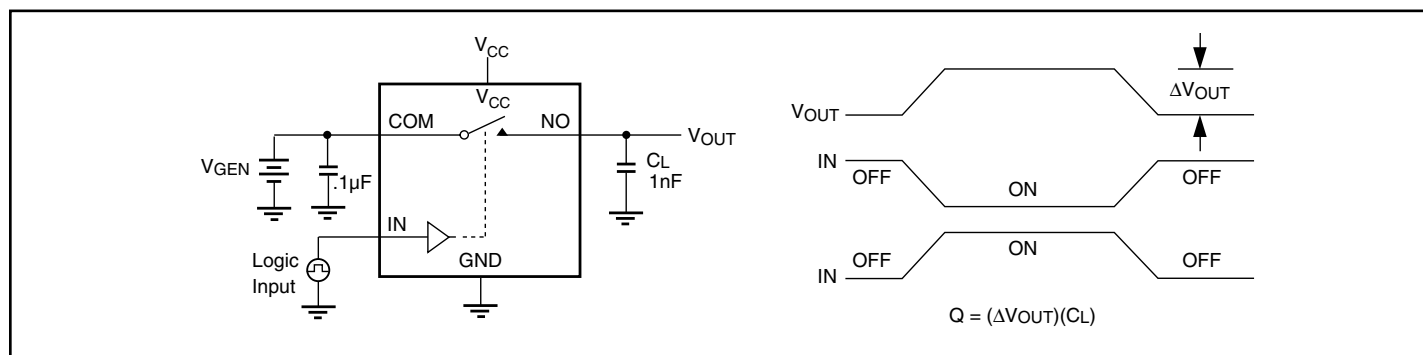 VCC
VCC
COM
NO
VOUT
VGEN
.1µF
CL
1nF
IN
Logic
Input
GND
VOUT
ΔVOUT
IN
OFF
ON
OFF
IN
OFF
ON
OFF
Q = (ΔVOUT)(CL)